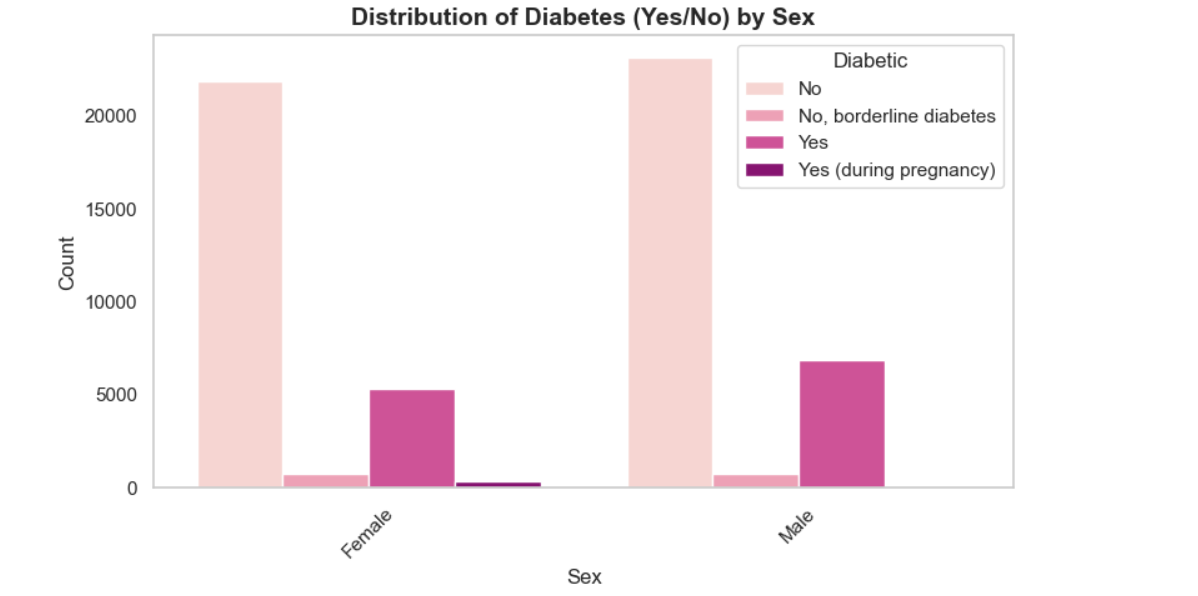 Distribution of Diabetes (Yes/No) by Sex
Diabetic
No
No, borderline diabetes
Yes
Yes (during pregnancy)
Count
20000
15000
10000
5000
0
Female
Male
Sex